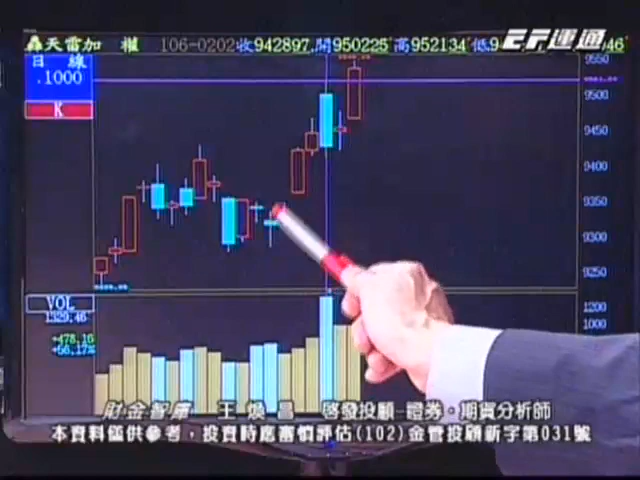 天雷加 權 106-0202收942897,開950225高952134低9 46
EF運通
日 線
.1000
K
9550
9500
9450
9400
9350
9300
9250
VOL
1329.46
+478.16
+56.17%
1200
1000
財金智庫 王煥昌 啓發投顧 證券・期貨分析師
本資料僅供參考，投資時應審慎評估(102)金管投顧新字第031號